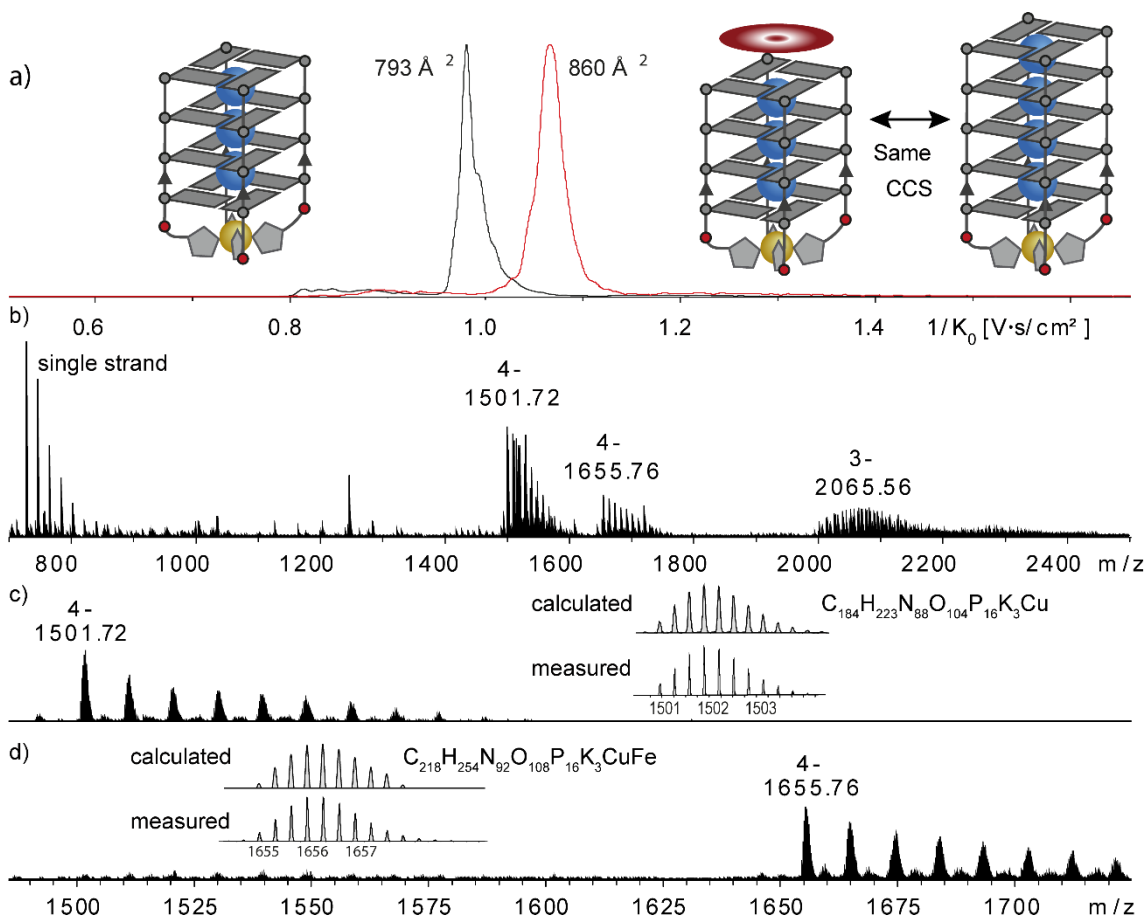 a)
793 Å ²
860 Å ²
Same
CCS
0.6 0.8 1.0 1.2 1.4 1/K₀ [V·s/cm²]
b)
single strand
4-
1501.72
4-
1655.76
3-
2065.56
800 1000 1200 1400 1600 1800 2000 2200 2400 m/z
c)
4-
1501.72
calculated
C₁₈₄H₂₂₃N₈₈O₁₀₄P₁₆K₃Cu
measured
1501 1502 1503
d)
calculated
C₂₁₈H₂₅₄N₉₂O₁₀₈P₁₆K₃CuFe
measured
1655 1656 1657
4-
1655.76
1500 1525 1550 1575 1600 1625 1650 1675 1700 m/z